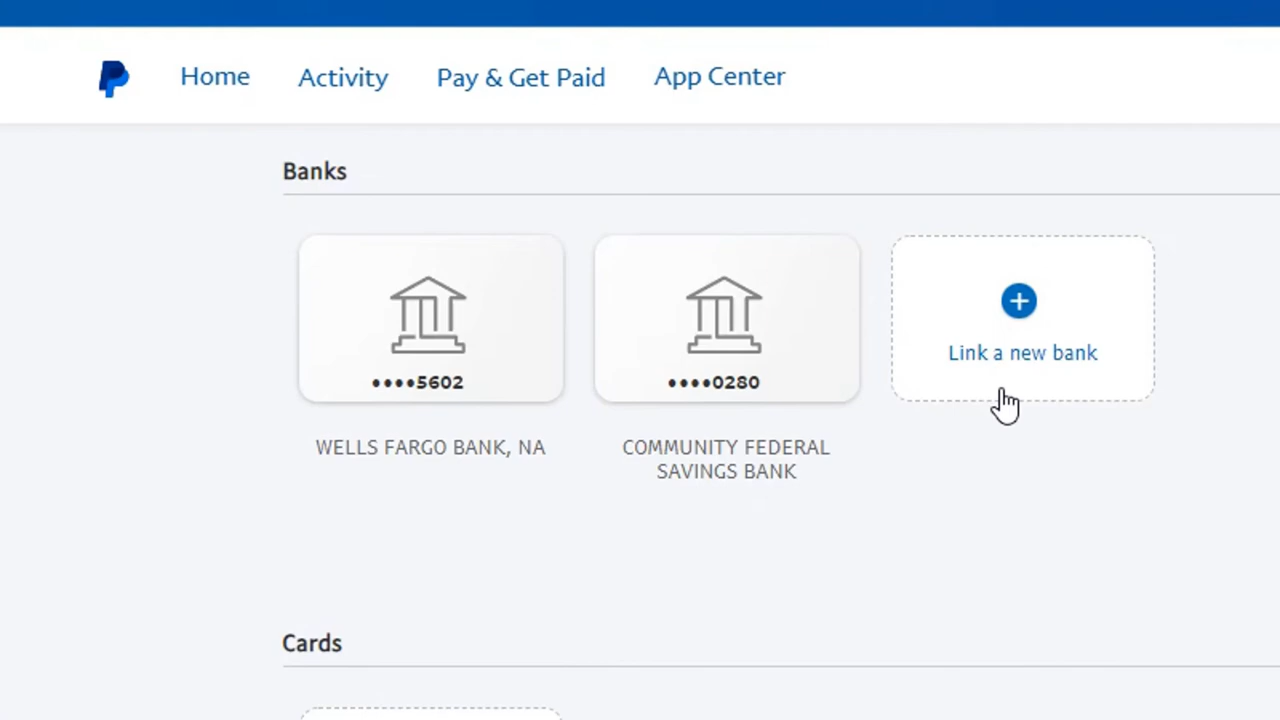 Home Activity Pay & Get Paid App Center
Banks
••••5602 ••••0280 Link a new bank
WELLS FARGO BANK, NA
COMMUNITY FEDERAL
SAVINGS BANK
Cards